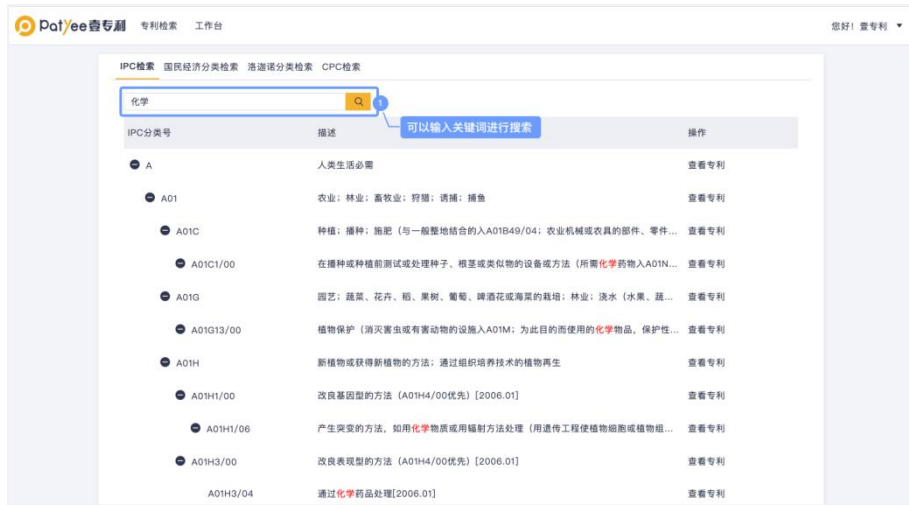 Patyee壹专利 专利检索 工作台 您好！壹专利
IPC检索 国民经济分类检索 洛迦诺分类检索 CPC检索
化学 1
可以输入关键词进行搜索
IPC分类号 描述 操作
A 人类生活必需 查看专利
A01 农业；林业；畜牧业；狩猎；诱捕；捕鱼 查看专利
A01C 种植；播种；施肥（与一般整地结合的入A01B49/04；农业机械或农具的部件、零件... 查看专利
A01C1/00 在播种或种植前测试或处理种子、根茎或类似物的设备或方法（所需化学药物入A01N... 查看专利
A01G 园艺；蔬菜、花卉、稻、果树、葡萄、啤酒花或海菜的栽培；林业；浇水（水果、蔬... 查看专利
A01G13/00 植物保护（消灭害虫或有害动物的设施入A01M；为此目的而使用的化学物品，保护性... 查看专利
A01H 新植物或获得新植物的方法；通过组织培养技术的植物再生 查看专利
A01H1/00 改良基因型的方法（A01H4/00优先）[2006.01] 查看专利
A01H1/06 产生突变的方法，如用化学物质或用辐射方法处理（用遗传工程使植物细胞或植物组... 查看专利
A01H3/00 改良表现型的方法（A01H4/00优先）[2006.01] 查看专利
A01H3/04 通过化学药品处理[2006.01] 查看专利